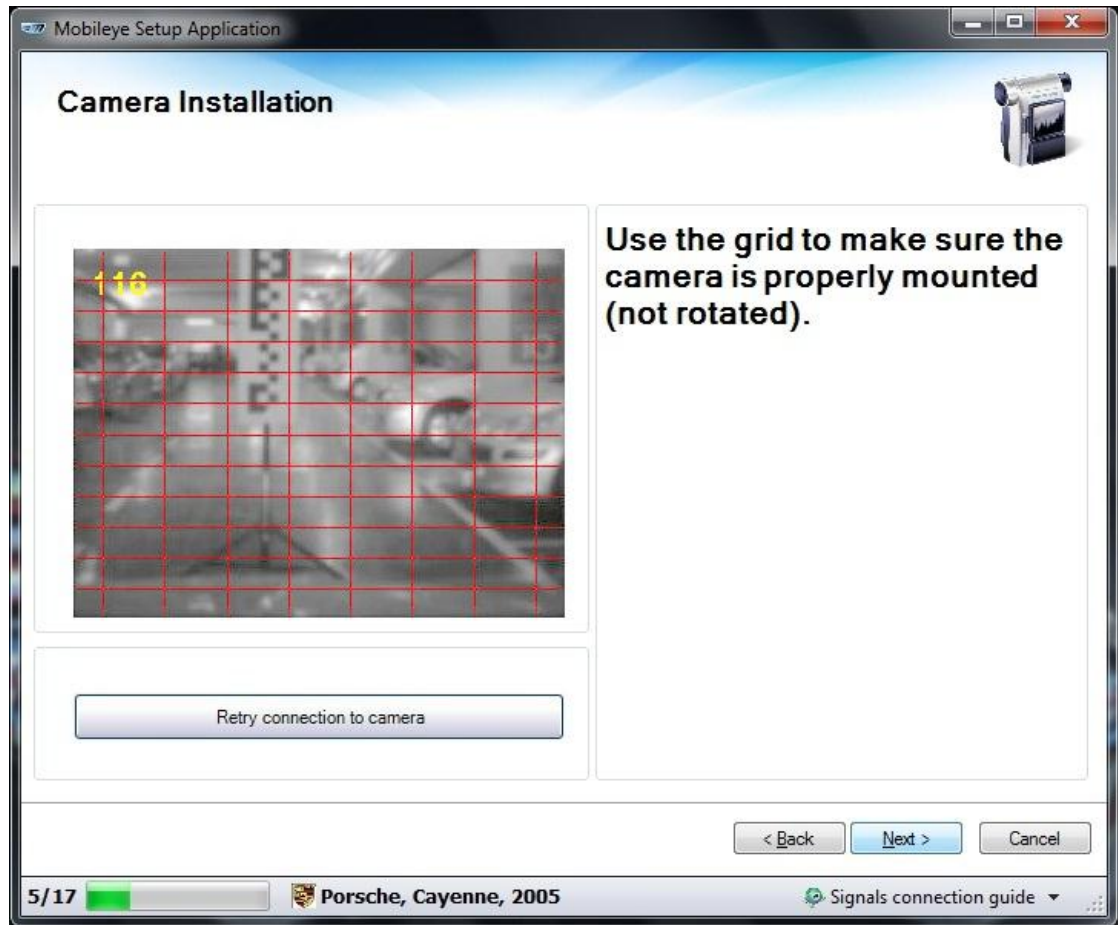 Mobileye Setup Application
Camera Installation
116
Use the grid to make sure the
camera is properly mounted
(not rotated).
Retry connection to camera
< Back
Next >
Cancel
5/17
Porsche, Cayenne, 2005
Signals connection guide